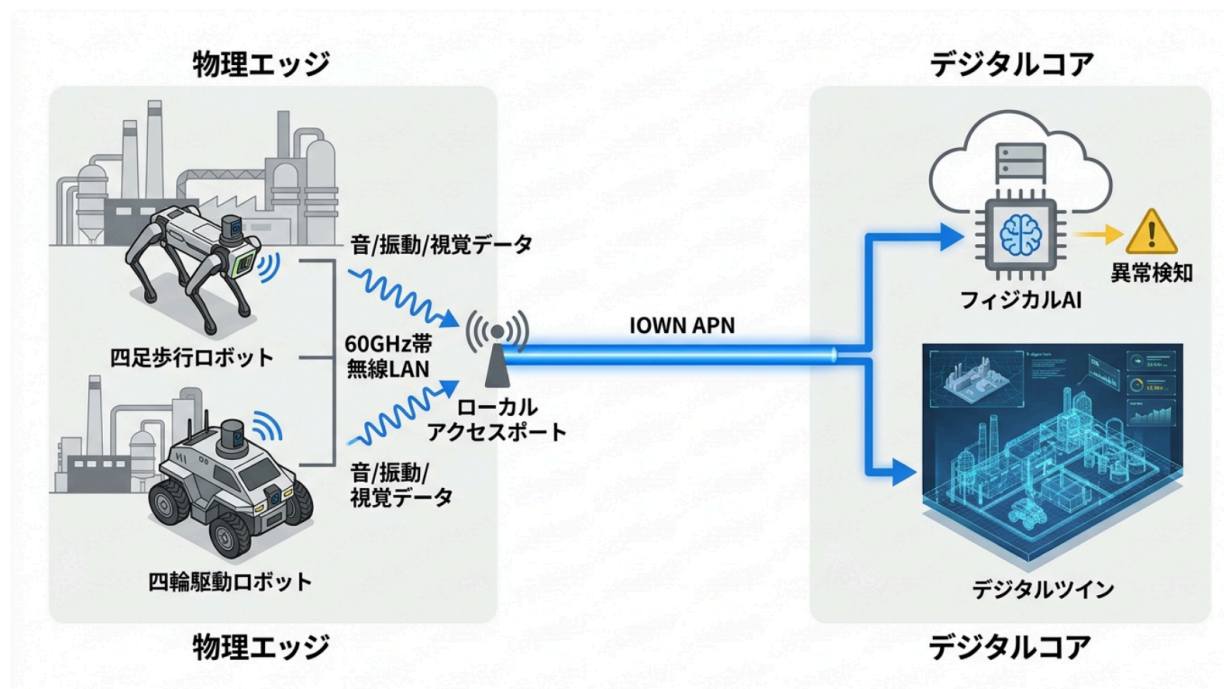 物理エッジ
デジタルコア
音/振動/視覚データ
四足歩行ロボット
60GHz帯
無線LAN
ローカル
アクセスポート
音/振動/
視覚データ
四輪駆動ロボット
IOWN APN
フィジカルAI
異常検知
デジタルツイン
物理エッジ
デジタルコア